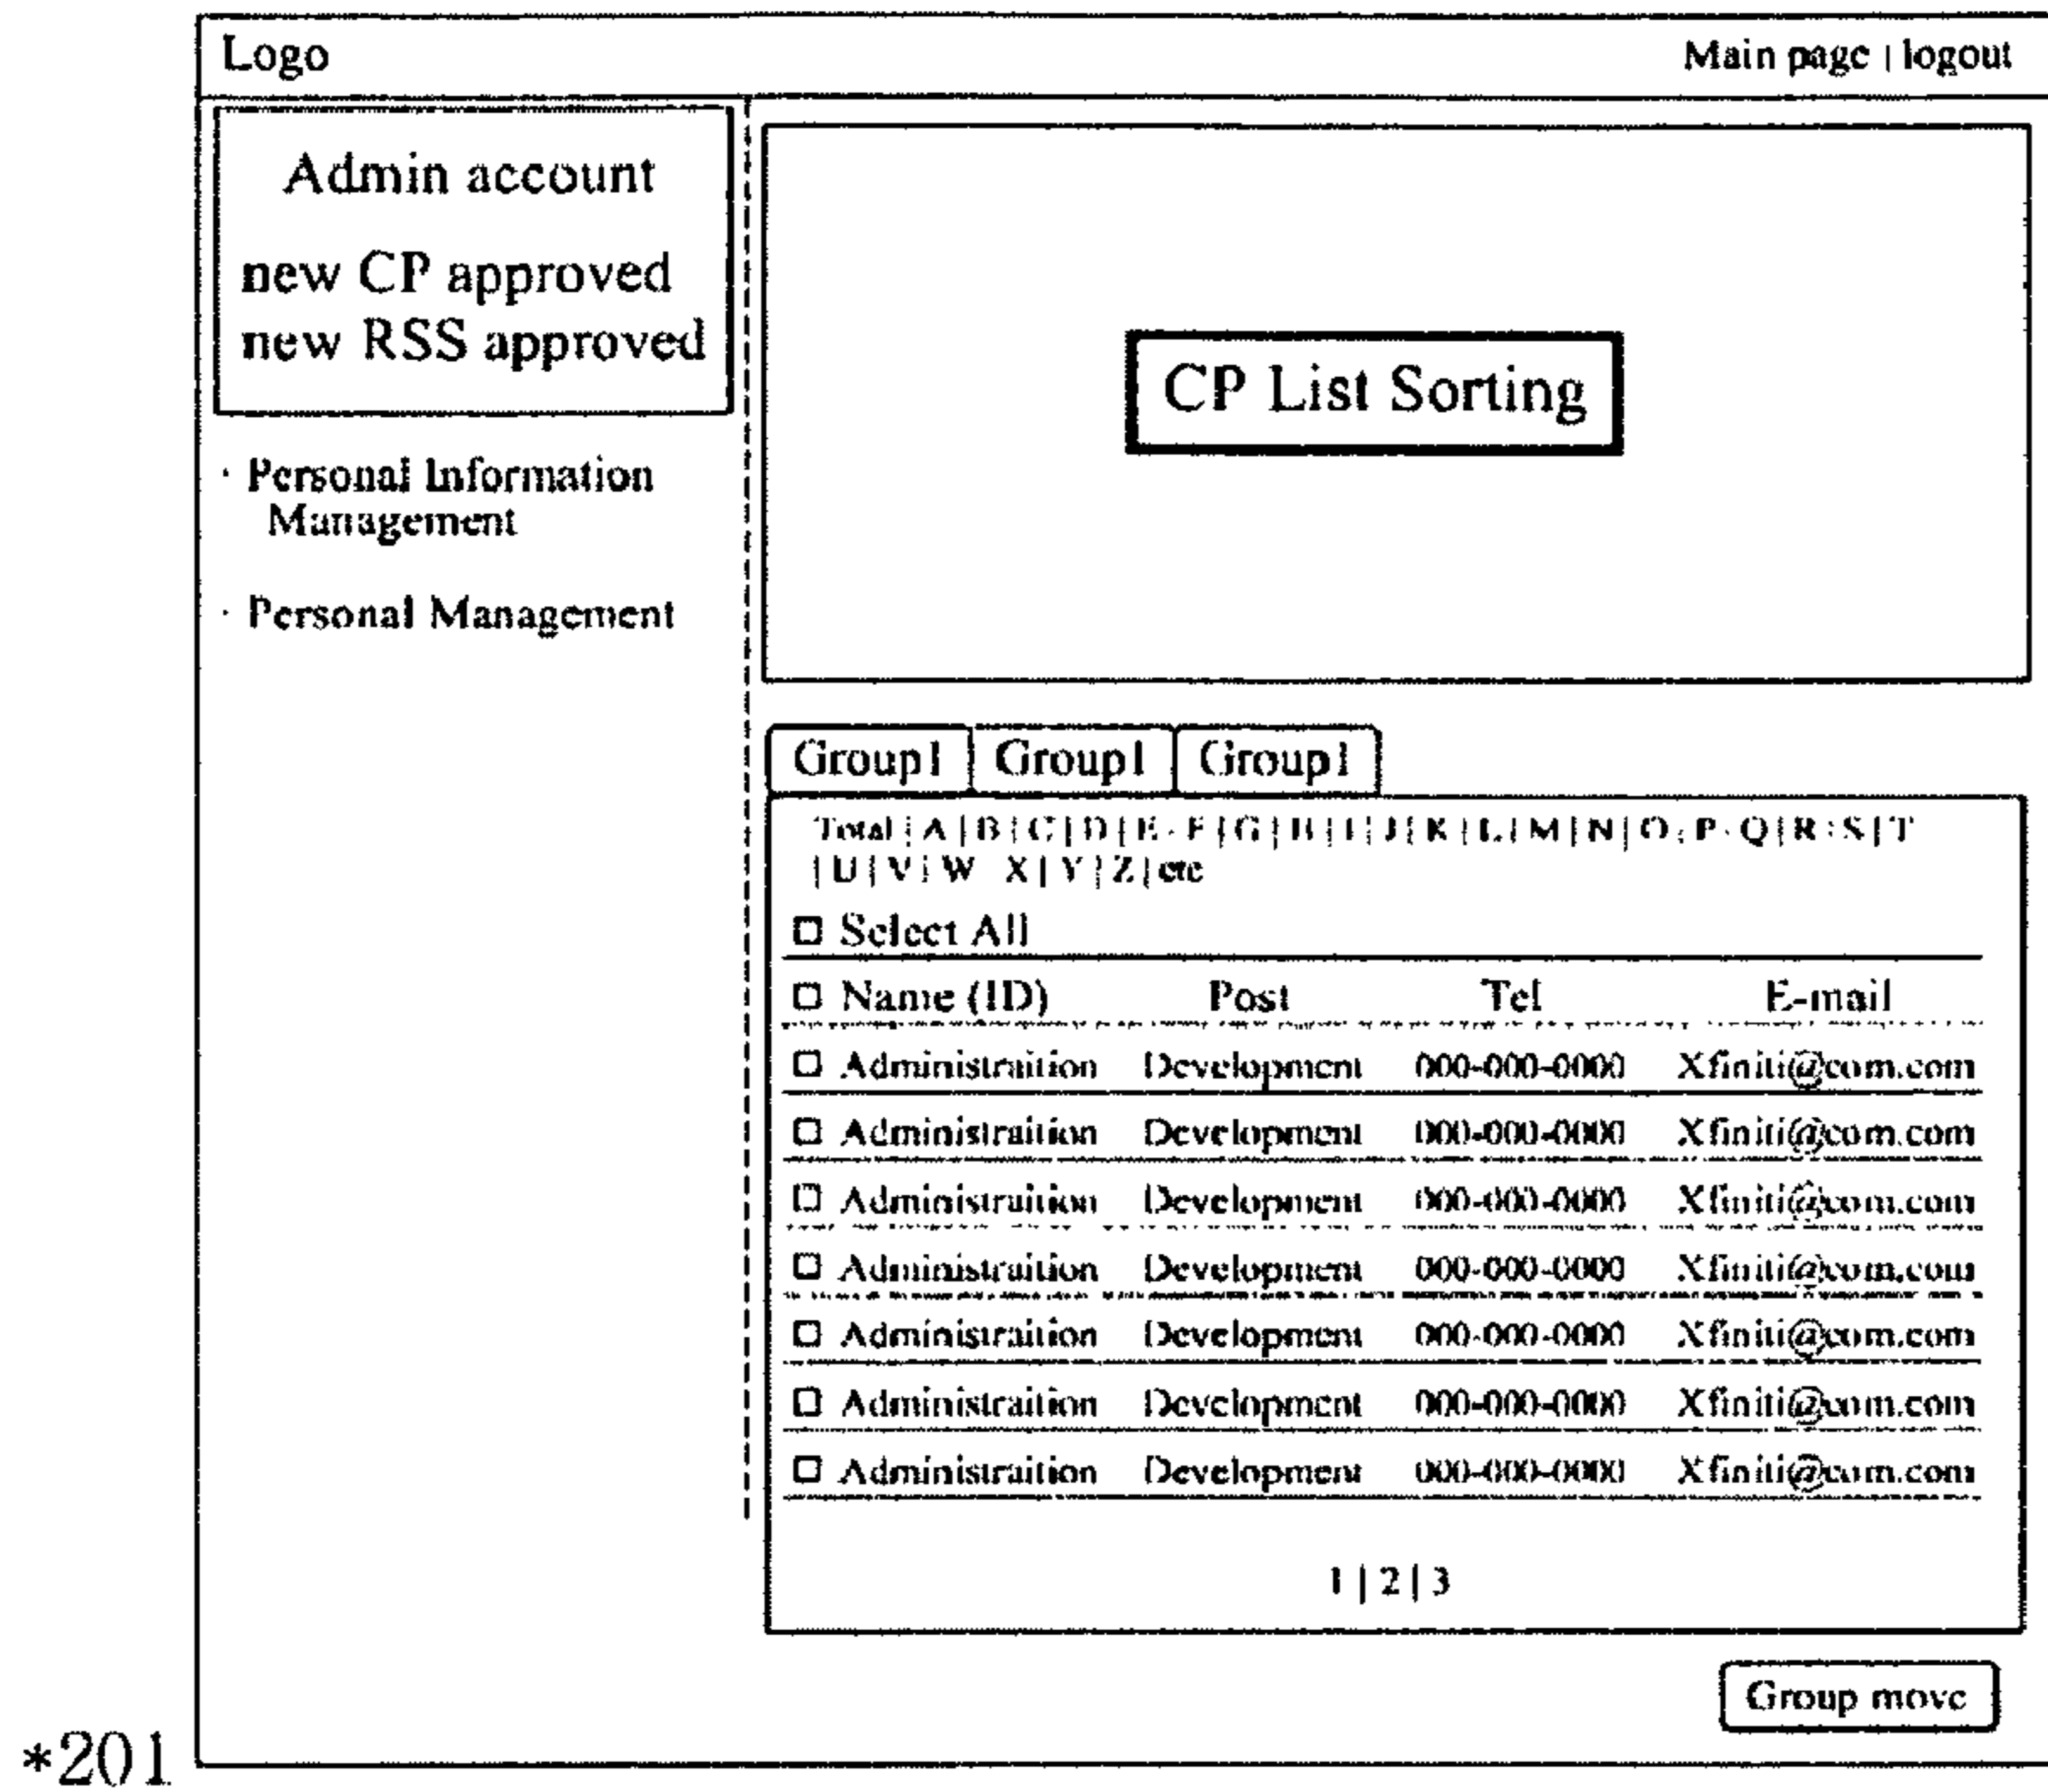 Logo
Main page | logout
Admin account
new CP approved
new RSS approved
· Personal Information
Management
· Personal Management
CP List Sorting
Group1 Group1 Group1
Total | A | B | C | D | E | F | G | H | I | J | K | L | M | N | O | P | Q | R | S | T
| U | V | W | X | Y | Z | etc
Select All
Name (ID) Post Tel E-mail
Administraition Development 000-000-0000 Xfiniti@com.com
Administraition Development 000-000-0000 Xfiniti@com.com
Administraition Development 000-000-0000 Xfiniti@com.com
Administraition Development 000-000-0000 Xfiniti@com.com
Administraition Development 000-000-0000 Xfiniti@com.com
Administraition Development 000-000-0000 Xfiniti@com.com
Administraition Development 000-000-0000 Xfiniti@com.com
1 | 2 | 3
Group move
*201